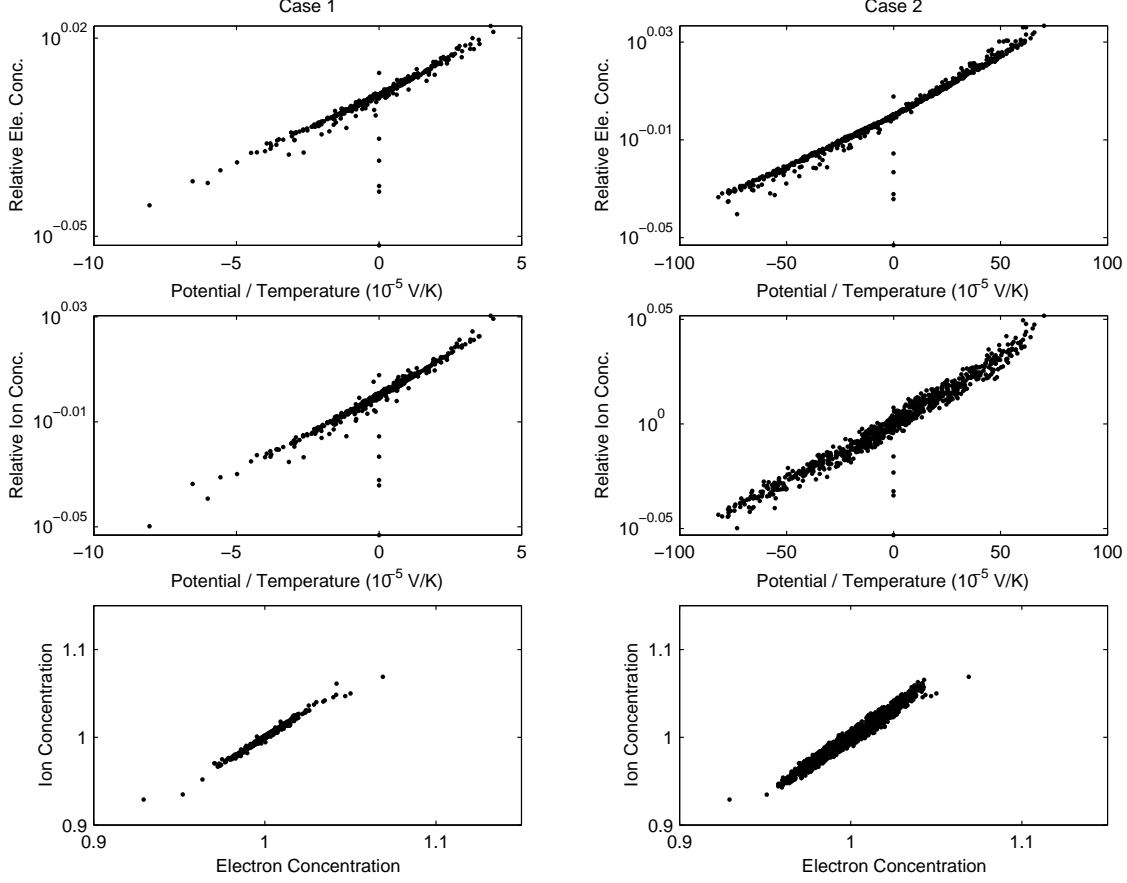 Case 1
10^0.02
10^-0.05
Relative Ele. Conc.
−10 −5 0 5
Potential / Temperature (10^-5 V/K)
Case 2
10^0.03
10^-0.01
10^-0.05
Relative Ele. Conc.
−100 −50 0 50 100
Potential / Temperature (10^-5 V/K)
10^0.03
10^-0.01
10^-0.05
Relative Ion Conc.
−10 −5 0 5
Potential / Temperature (10^-5 V/K)
10^0.05
10^0
10^-0.05
Relative Ion Conc.
−100 −50 0 50 100
Potential / Temperature (10^-5 V/K)
1.1
1
0.9
Ion Concentration
0.9 1 1.1
Electron Concentration
1.1
1
0.9
Ion Concentration
0.9 1 1.1
Electron Concentration